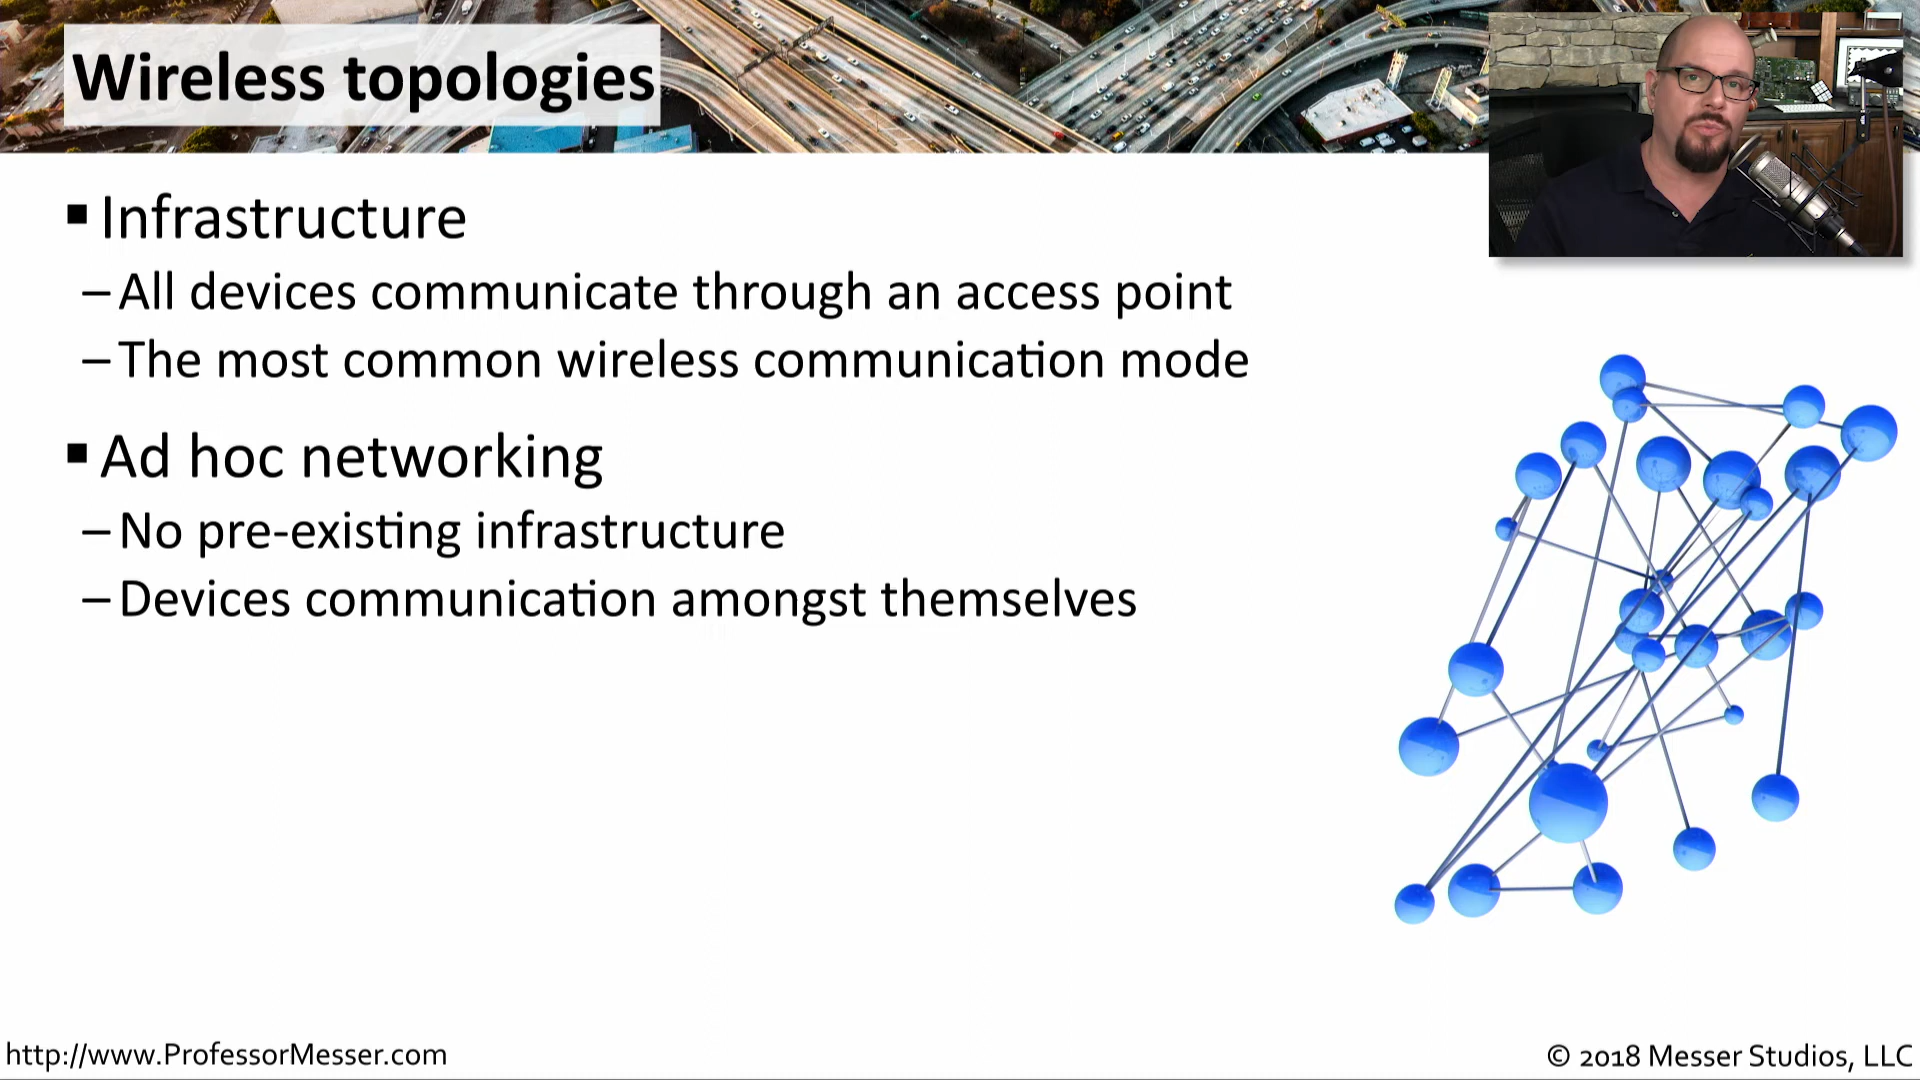 Wireless topologies
▪ Infrastructure
– All devices communicate through an access point
– The most common wireless communication mode
▪ Ad hoc networking
– No pre-existing infrastructure
– Devices communication amongst themselves
http://www.ProfessorMesser.com
© 2018 Messer Studios, LLC